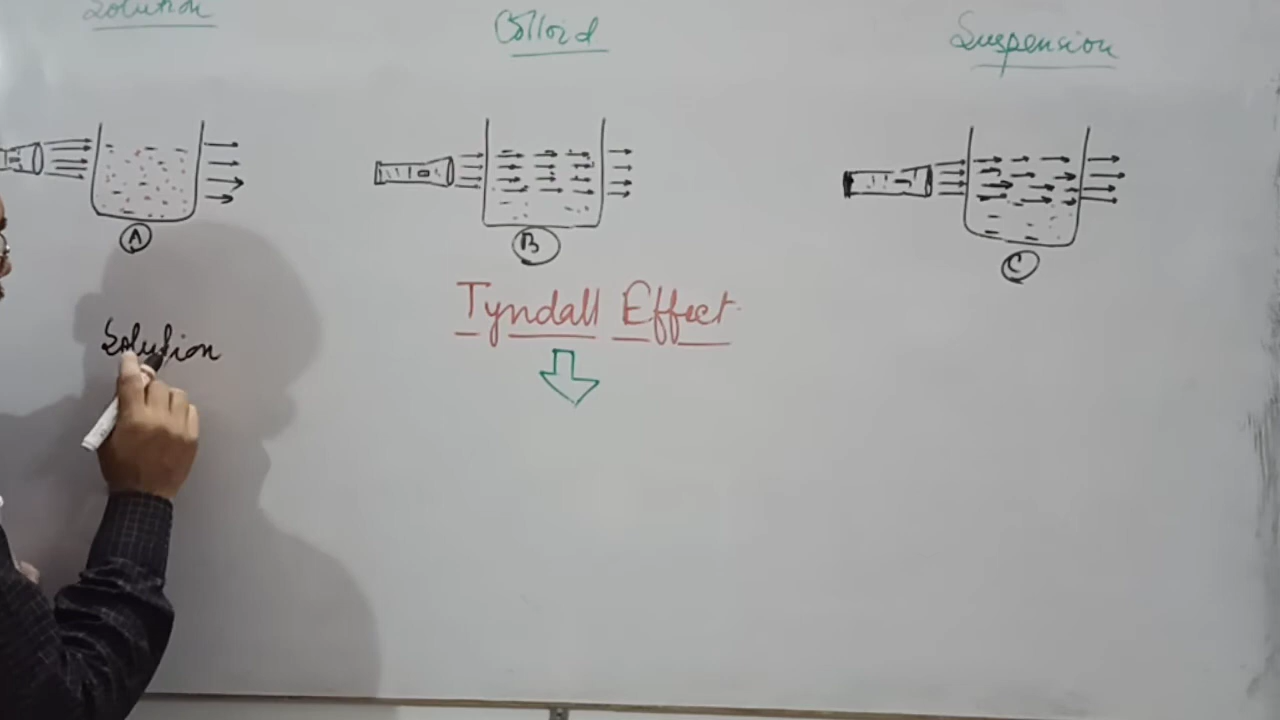 Solution
Colloid
Suspension
A
B
C
Tyndall Effect
Solution